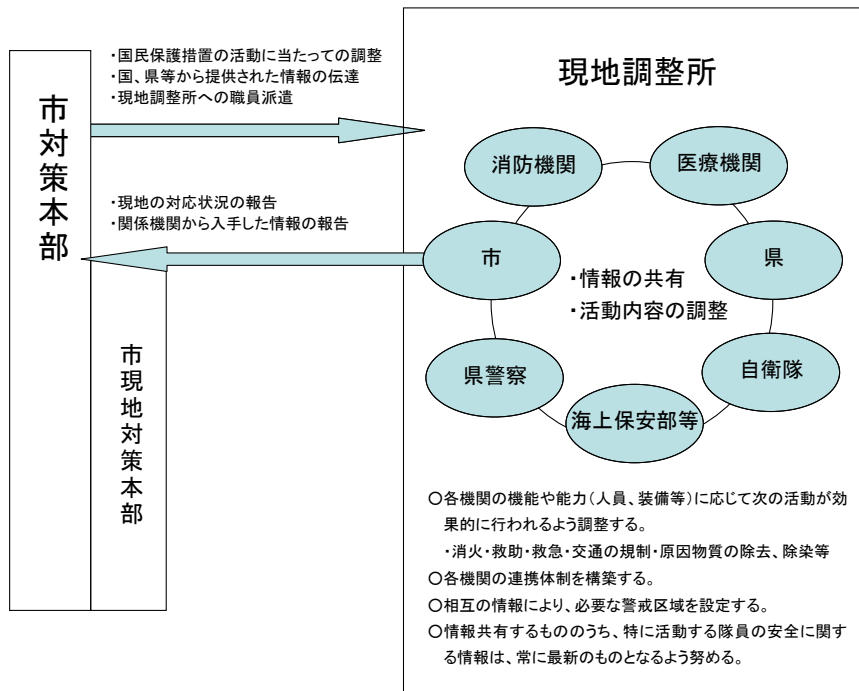 ・国民保護措置の活動に当たっての調整
・国、県等から提供された情報の伝達
・現地調整所への職員派遣
市対策本部
・現地の対応状況の報告
・関係機関から入手した情報の報告
市現地対策本部
現地調整所
消防機関
医療機関
市
県
・情報の共有
・活動内容の調整
県警察
自衛隊
海上保安部等
○各機関の機能や能力(人員、装備等)に応じて次の活動が効
果的に行われるよう調整する。
・消火・救助・救急・交通の規制・原因物質の除去、除染等
○各機関の連携体制を構築する。
○相互の情報により、必要な警戒区域を設定する。
○情報共有するもののうち、特に活動する隊員の安全に関す
る情報は、常に最新のものとなるよう努める。